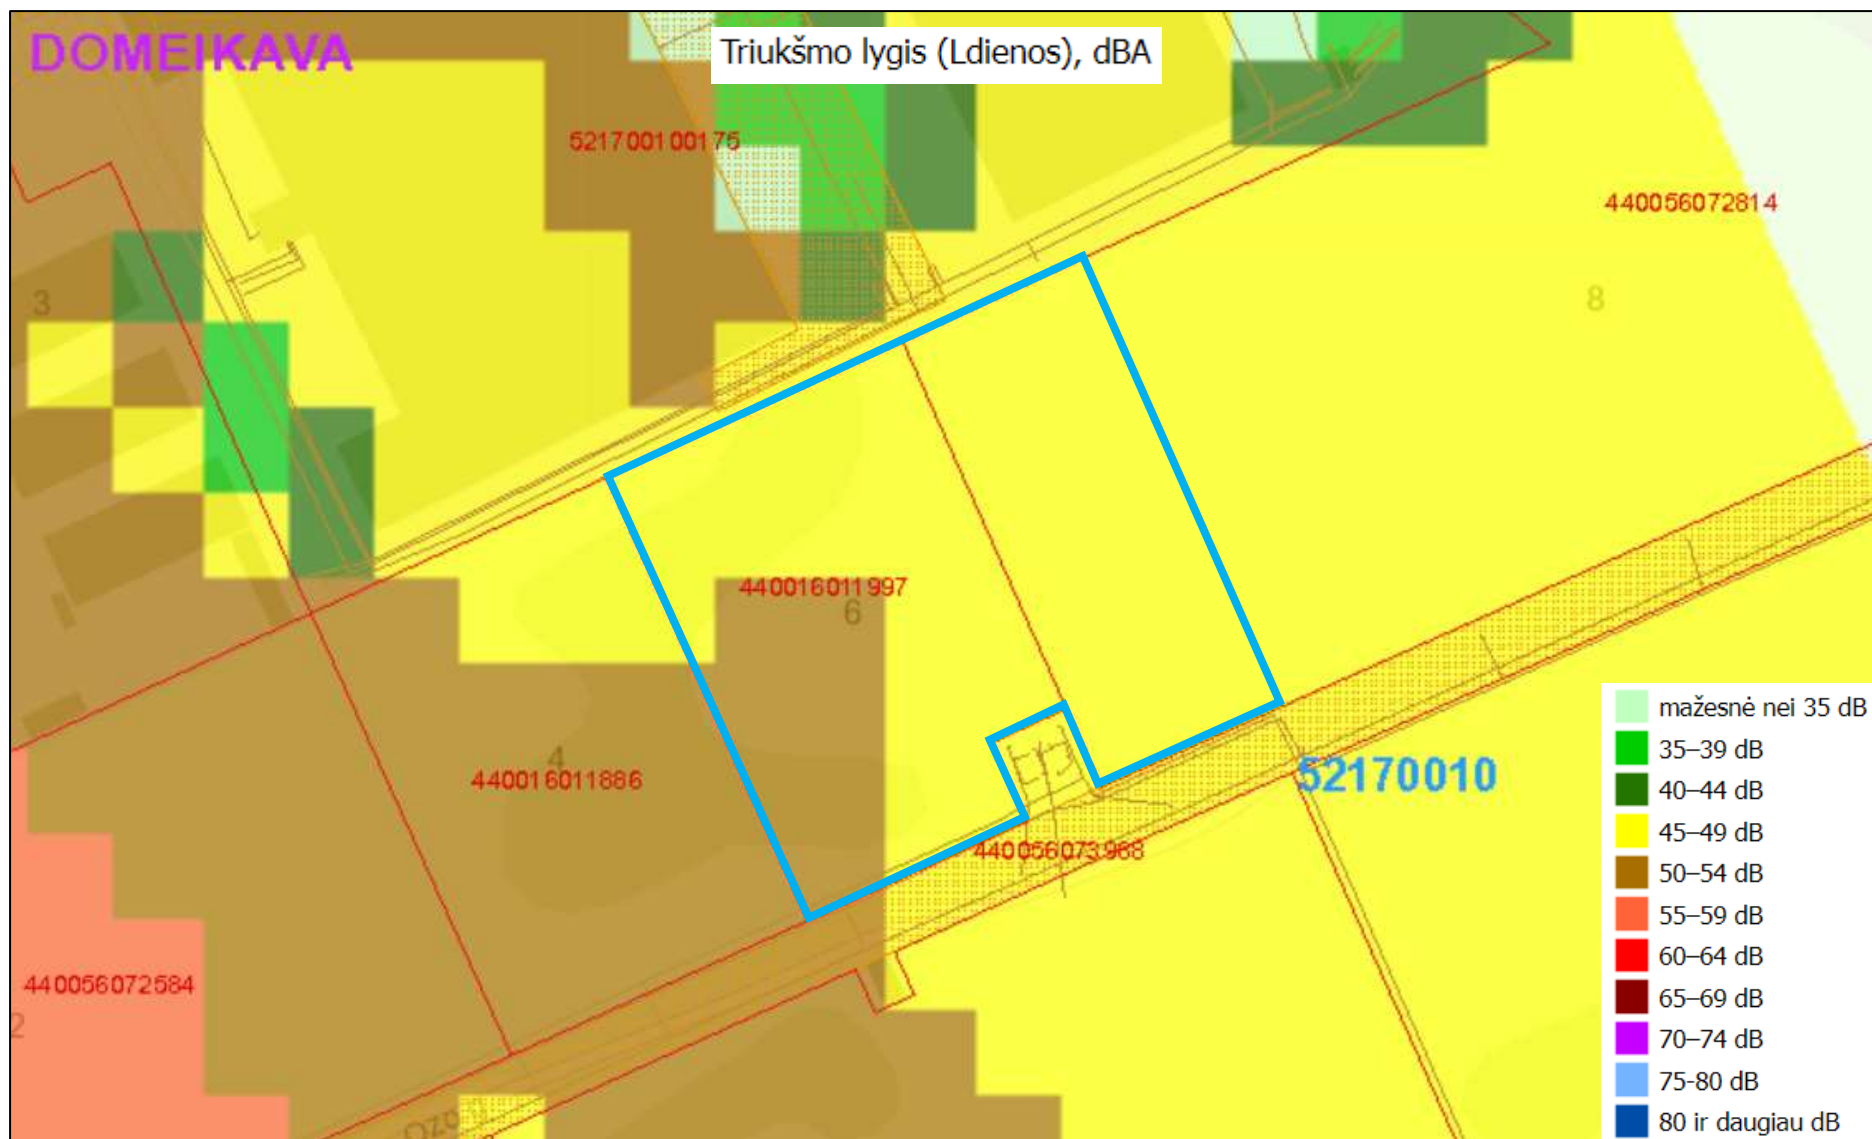 DOMEIKAVA
Triukšmo lygis (Ldienos), dBA
521700100175
440056072814
8
3
440016011997
6
4
440016011886
52170010
440056073988
440056072584
2
Ozo g.
mažesnė nei 35 dB
35–39 dB
40–44 dB
45–49 dB
50–54 dB
55–59 dB
60–64 dB
65–69 dB
70–74 dB
75-80 dB
80 ir daugiau dB